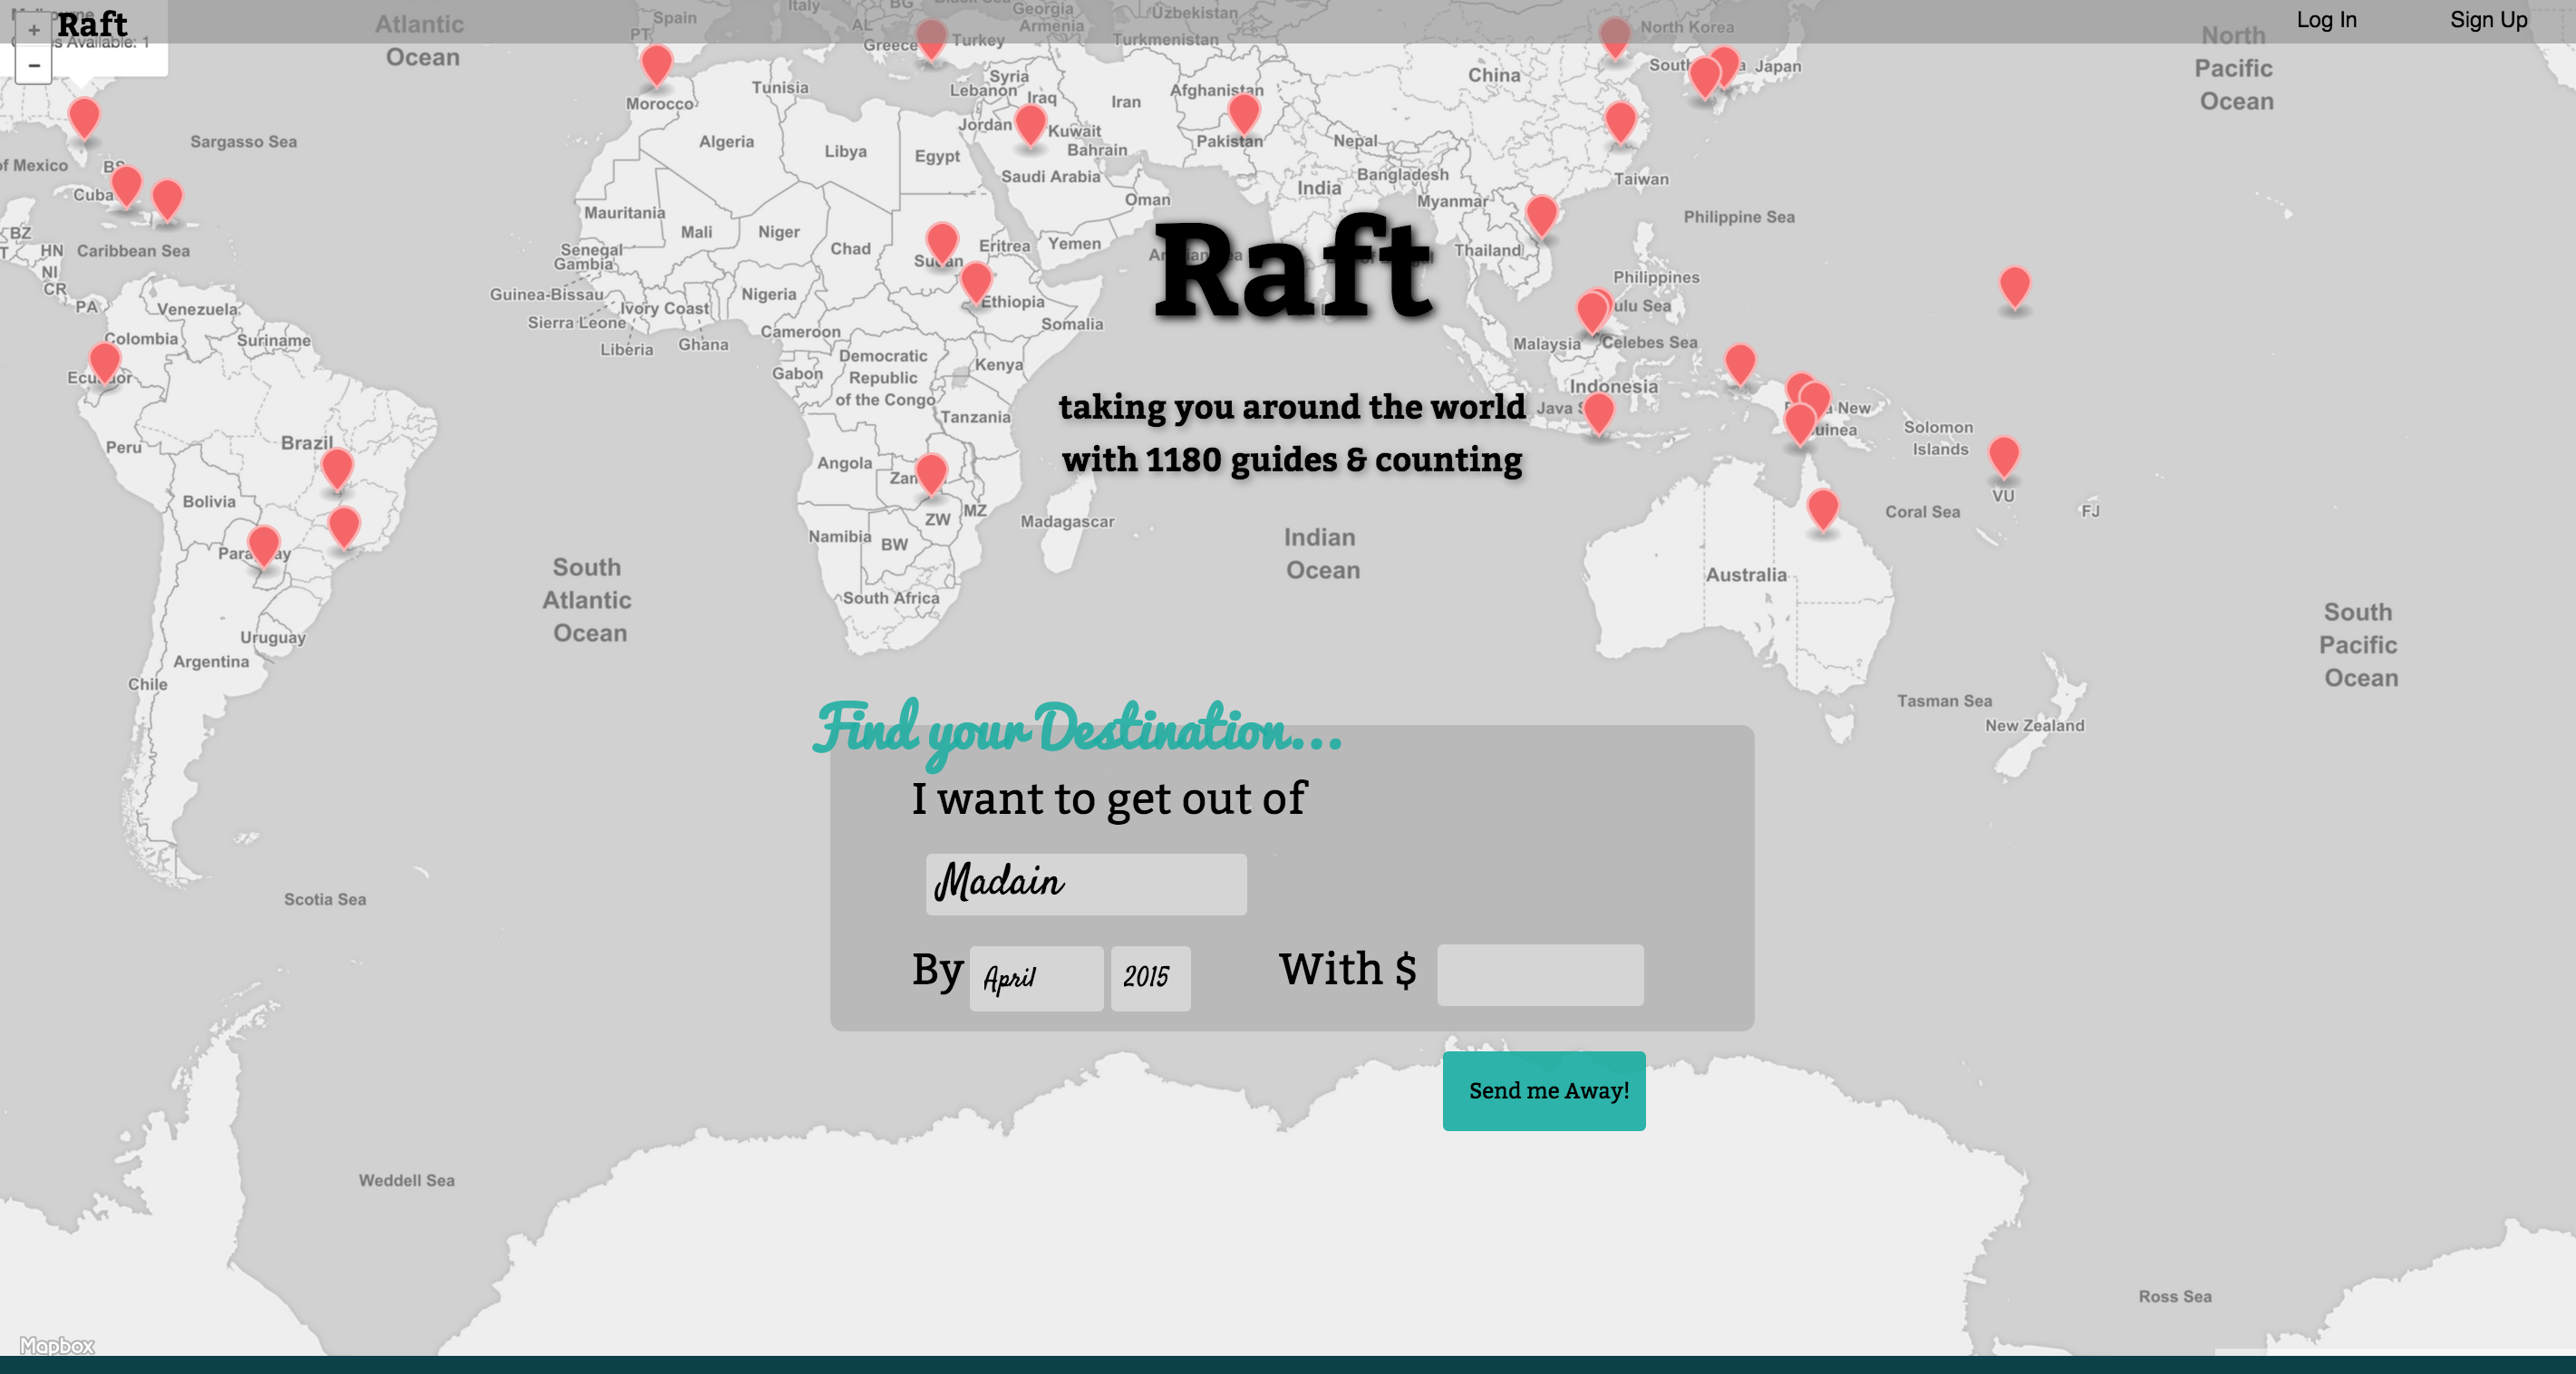 Raft
Log In
Sign Up
Available: 1
+
−
Atlantic
Ocean
Spain
PT
Italy
AL
BG
Greece
Turkey
Georgia
Armenia
Uzbekistan
Turkmenistan
North Korea
North
Pacific
Ocean
Japan
China
Syria
Lebanon
Iraq
Iran
Afghanistan
Tunisia
Morocco
Jordan
Kuwait
Pakistan
Nepal
Sargasso Sea
Algeria
Libya
Egypt
Bahrain
of Mexico
Saudi Arabia
Bangladesh
Taiwan
India
Cuba
Oman
Myanmar
Mauritania
Philippine Sea
Mali
Niger
BZ
HN
Caribbean Sea
Senegal
Gambia
Chad
Eritrea
Yemen
Thailand
Sudan
NI
CR
Philippines
Guinea-Bissau
Nigeria
Ethiopia
PA
Venezuela
Ivory Coast
Sierra Leone
Cameroon
Somalia
Raft
Colombia
Suriname
Liberia
Ghana
Malaysia
Celebes Sea
Democratic
Republic
of the Congo
Kenya
Gabon
Ecuador
Indonesia
taking you around the world
with 1180 guides & counting
Tanzania
New
Solomon
Islands
Peru
Brazil
Angola
Bolivia
VU
ZW
MZ
Madagascar
Coral Sea
FJ
Namibia
BW
Indian
Ocean
South
Atlantic
Ocean
Australia
South Africa
South
Pacific
Ocean
Uruguay
Argentina
Chile
Tasman Sea
New Zealand
Find your Destination...
I want to get out of
Madain
By April 2015 With $
Send me Away!
Scotia Sea
Weddell Sea
Ross Sea
Mapbox